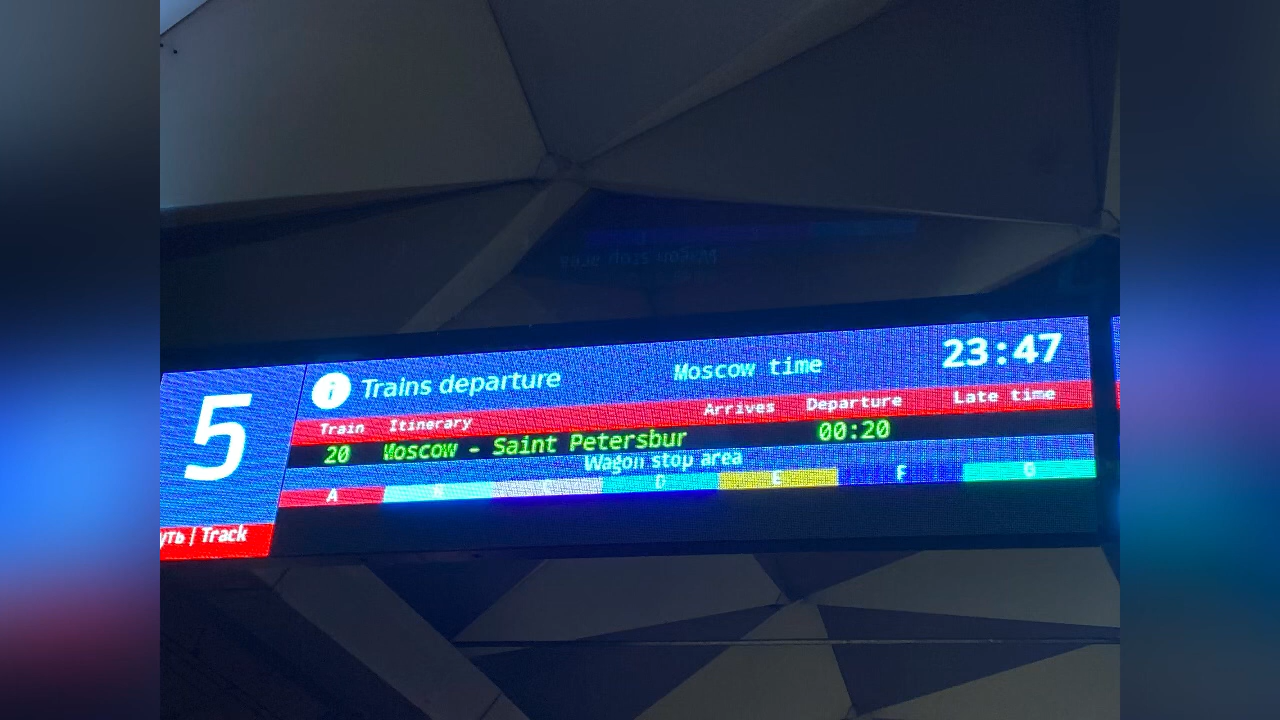 5
утЬ | Track
i Trains departure Moscow time 23:47
Train Itinerary Arrives Departure Late time
20 Moscow - Saint Petersbur 00:20
Wagon stop area
A D E F G